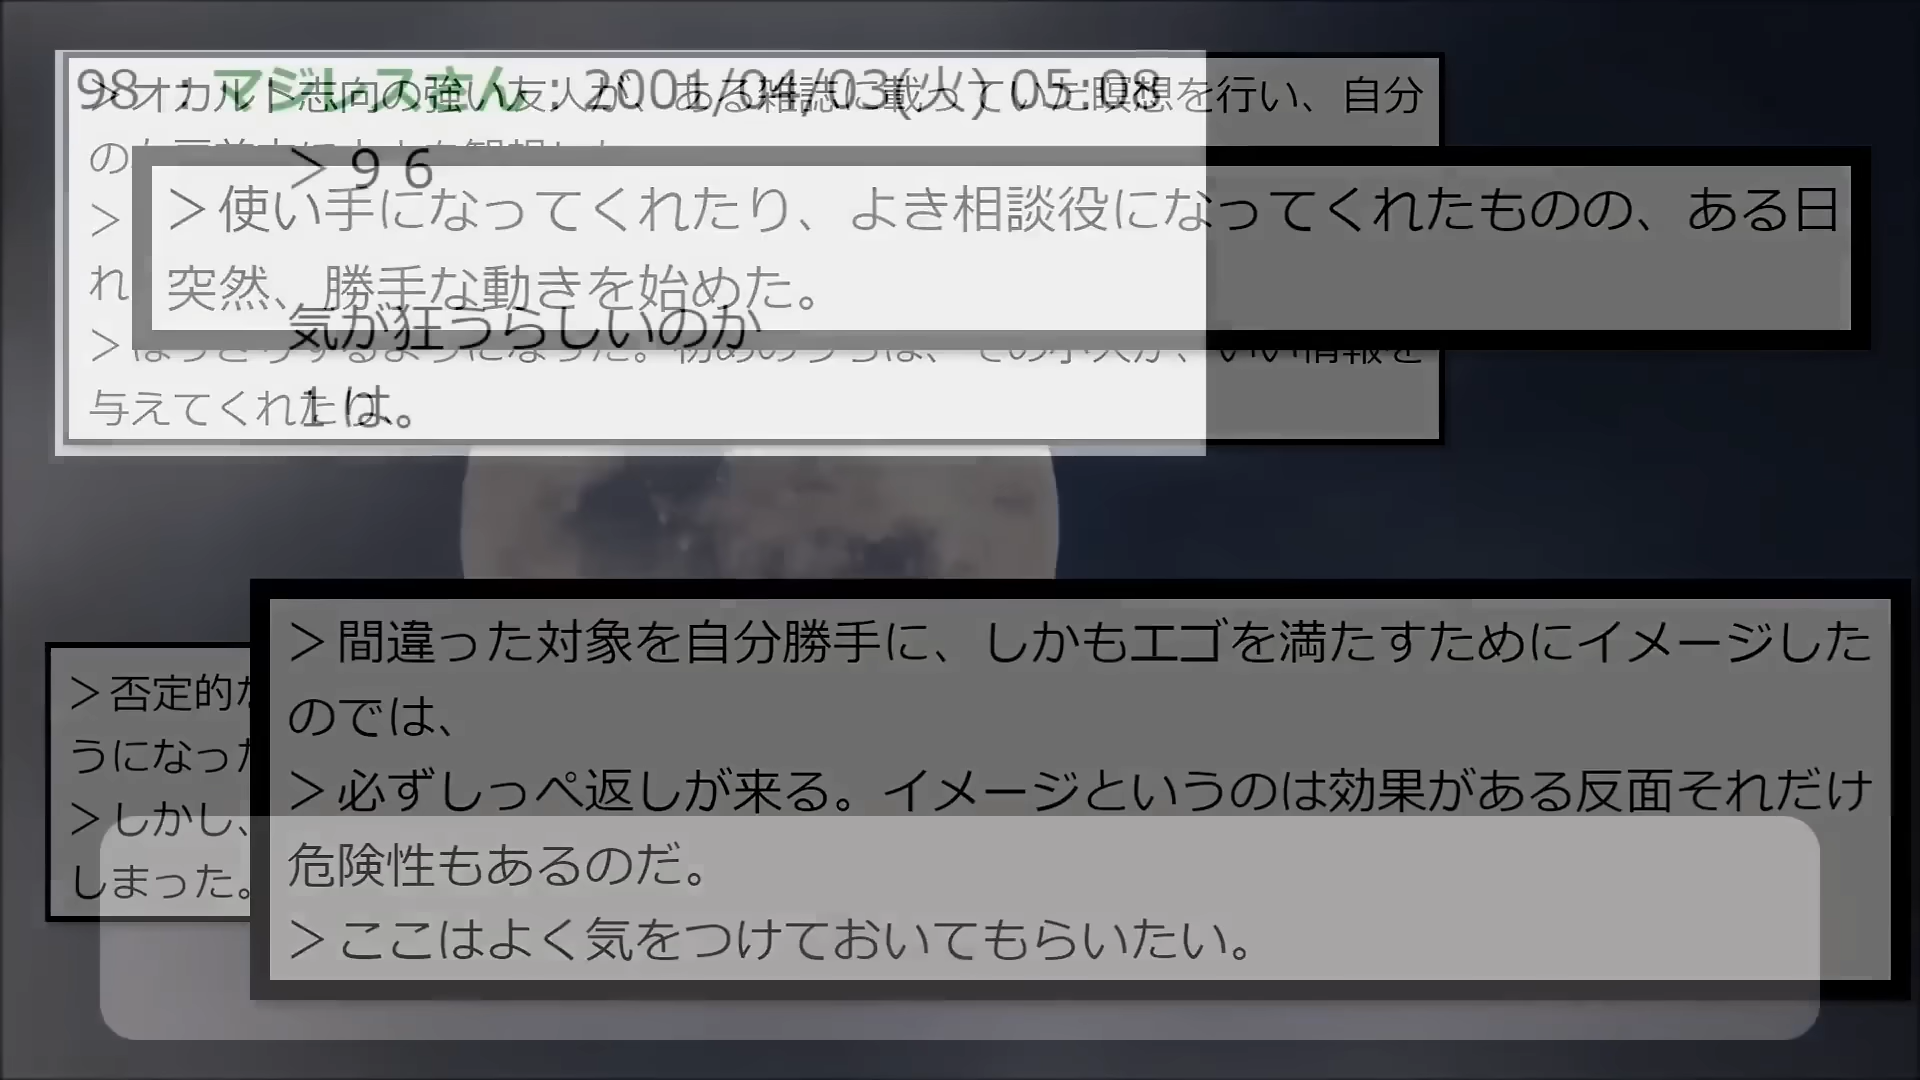 98 : マジレスさん : 2001/04/03(火) 05:08
＞９６
気が狂うらしいのか
１は。
＞オカルト志向の強い友人が、ある雑誌に載っていた瞑想を行い、自分
の
＞
れ
＞
与えてくれた
＞使い手になってくれたり、よき相談役になってくれたものの、ある日
突然、勝手な動きを始めた。
＞否定的な
うになった
＞しかし、
しまった。
＞間違った対象を自分勝手に、しかもエゴを満たすためにイメージした
のでは、
＞必ずしっぺ返しが来る。イメージというのは効果がある反面それだけ
危険性もあるのだ。
＞ここはよく気をつけておいてもらいたい。